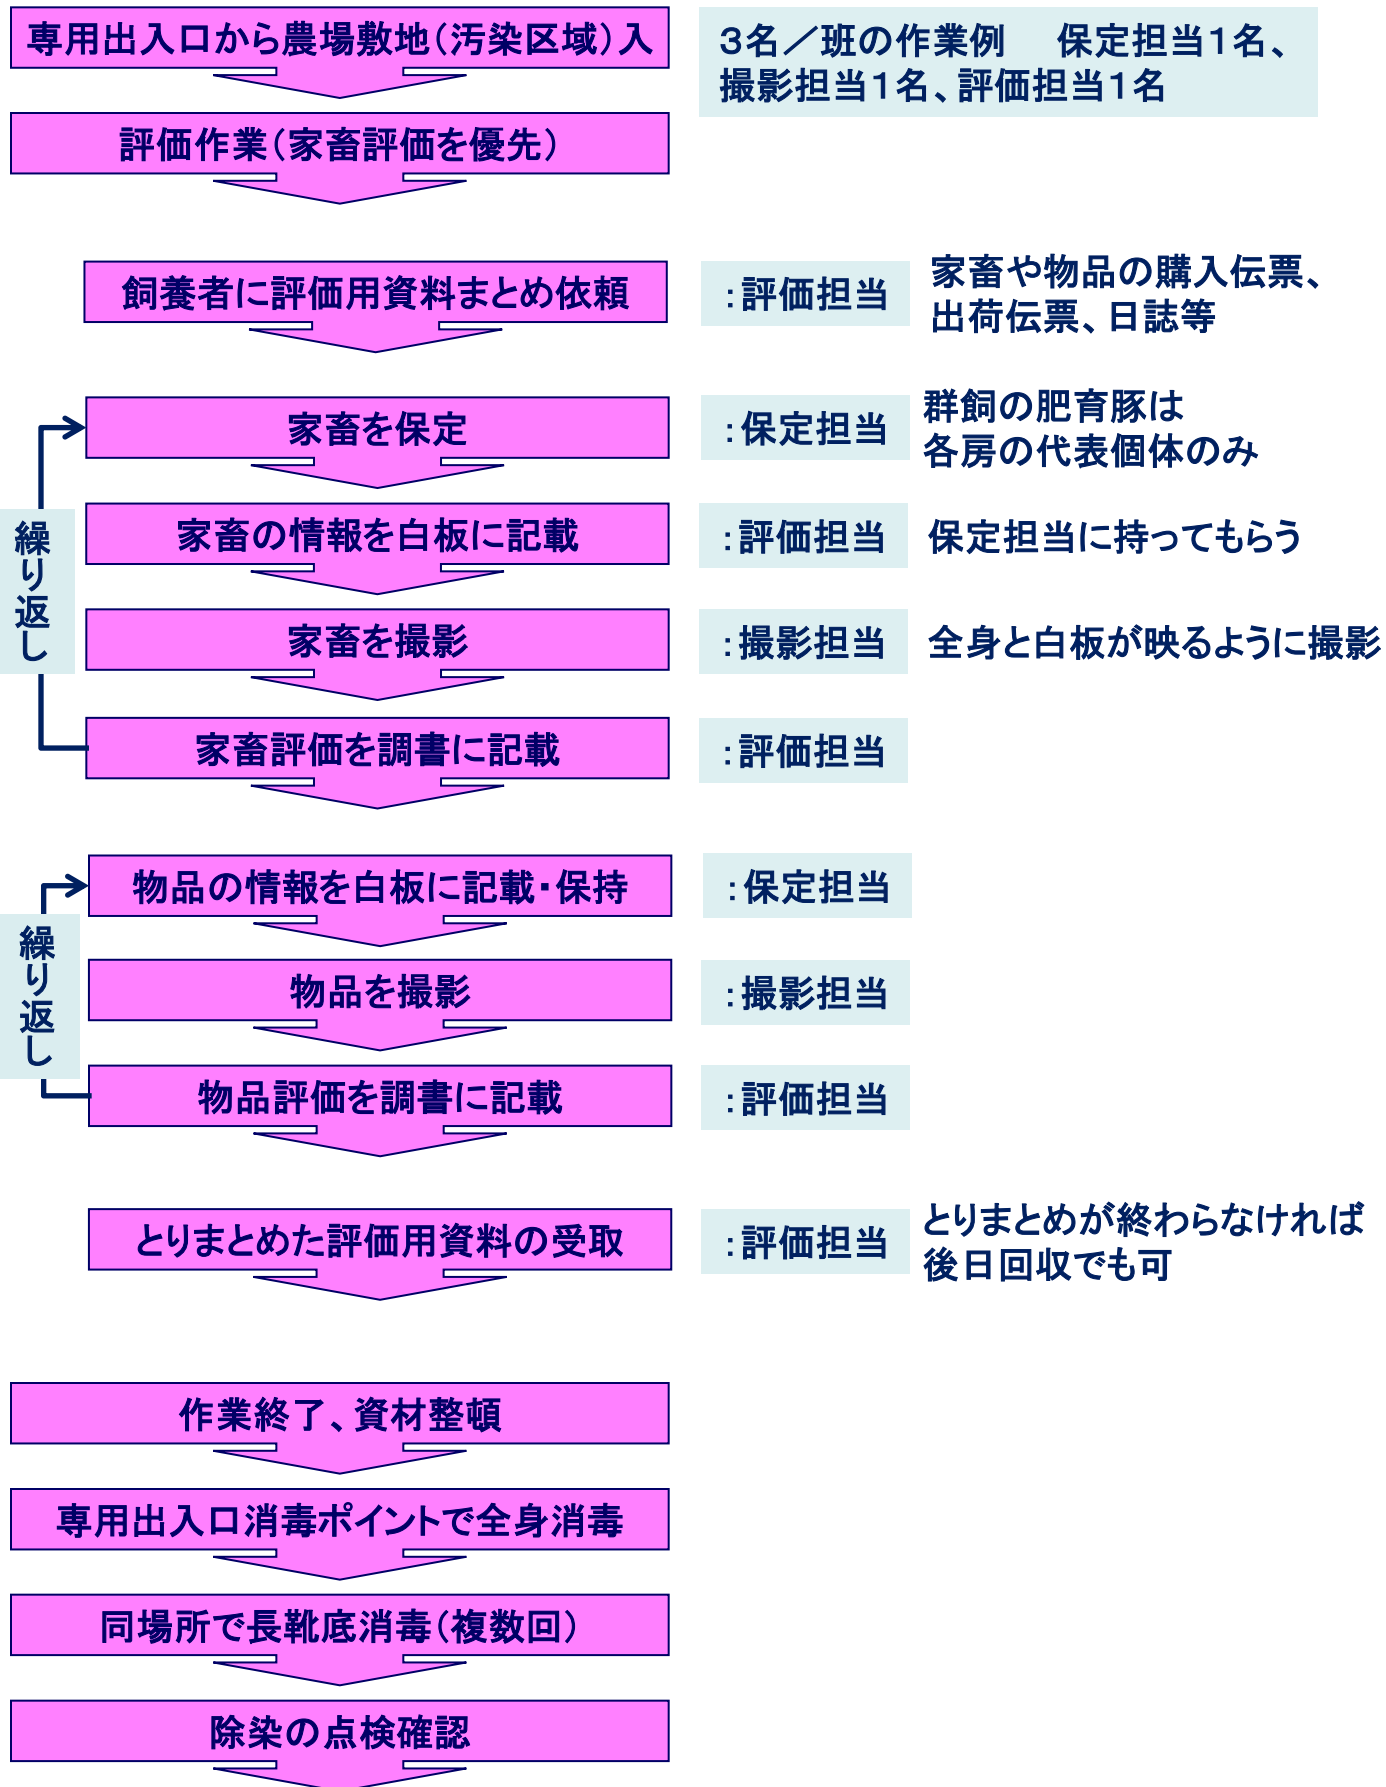 専用出入口から農場敷地（汚染区域）入
３名／班の作業例　保定担当１名、
撮影担当１名、評価担当１名
評価作業（家畜評価を優先）
飼養者に評価用資料まとめ依頼
：評価担当
家畜や物品の購入伝票、
出荷伝票、日誌等
家畜を保定
：保定担当
群飼の肥育豚は
各房の代表個体のみ
家畜の情報を白板に記載
：評価担当
保定担当に持ってもらう
繰り返し
家畜を撮影
：撮影担当
全身と白板が映るように撮影
家畜評価を調書に記載
：評価担当
物品の情報を白板に記載・保持
：保定担当
繰り返し
物品を撮影
：撮影担当
物品評価を調書に記載
：評価担当
とりまとめた評価用資料の受取
：評価担当
とりまとめが終わらなければ
後日回収でも可
作業終了、資材整頓
専用出入口消毒ポイントで全身消毒
同場所で長靴底消毒（複数回）
除染の点検確認